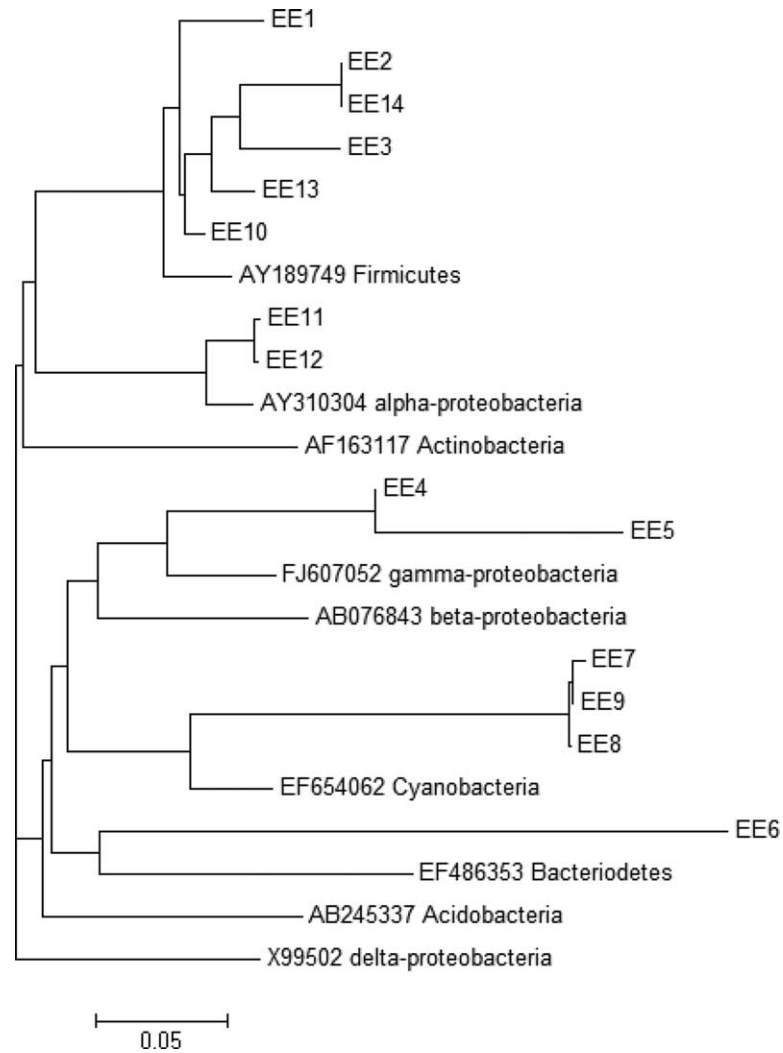 EE1
EE2
EE14
EE3
EE13
EE10
AY189749 Firmicutes
EE11
EE12
AY310304 alpha-proteobacteria
AF163117 Actinobacteria
EE4
EE5
FJ607052 gamma-proteobacteria
AB076843 beta-proteobacteria
EE7
EE9
EE8
EF654062 Cyanobacteria
EE6
EF486353 Bacteriodetes
AB245337 Acidobacteria
X99502 delta-proteobacteria
0.05